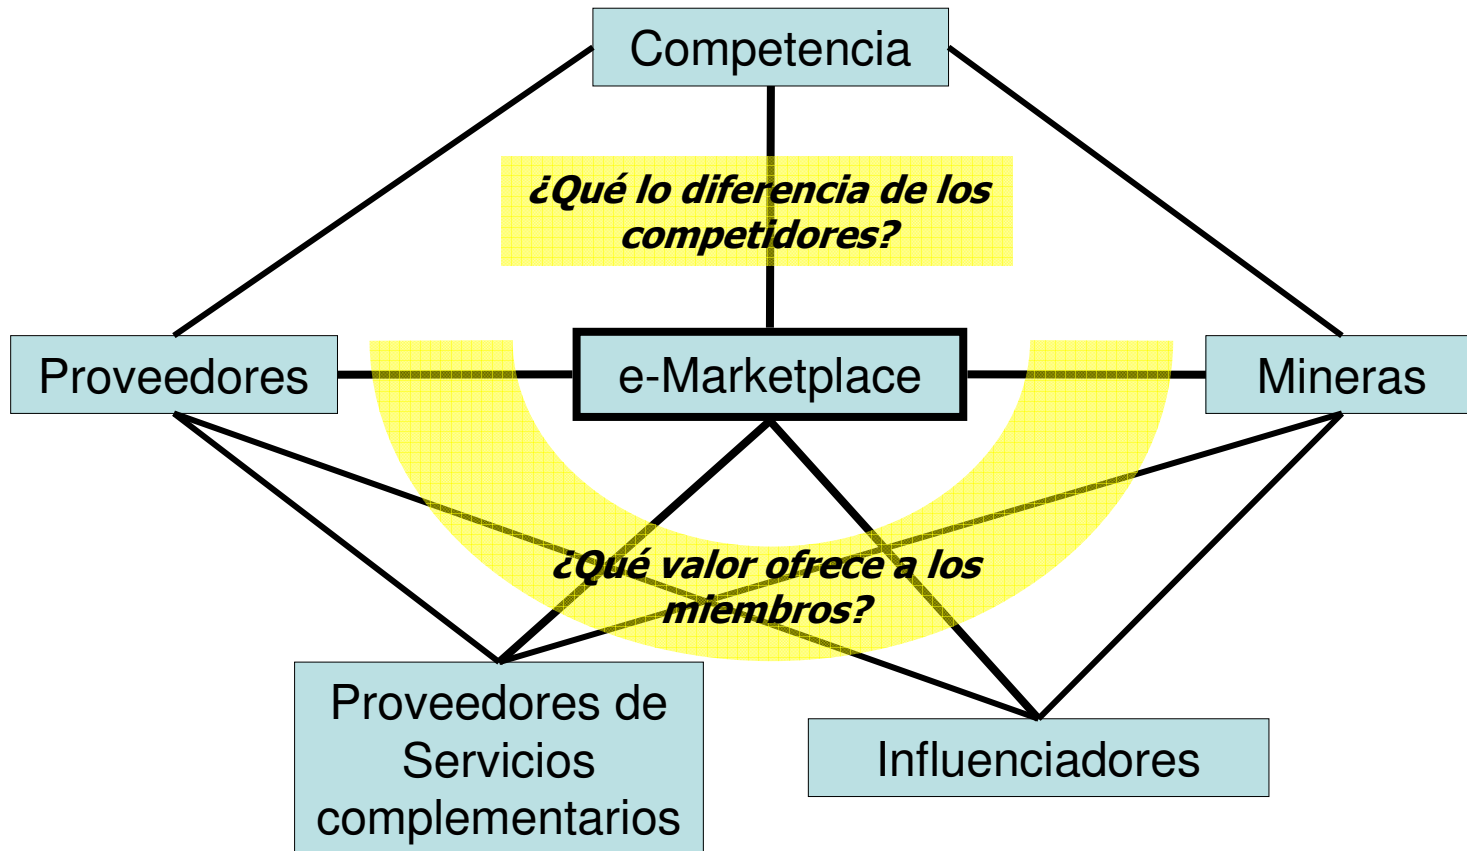 Competencia
¿Qué lo diferencia de los
competidores?
Proveedores
e-Marketplace
Mineras
¿Qué valor ofrece a los
miembros?
Proveedores de
Servicios
complementarios
Influenciadores